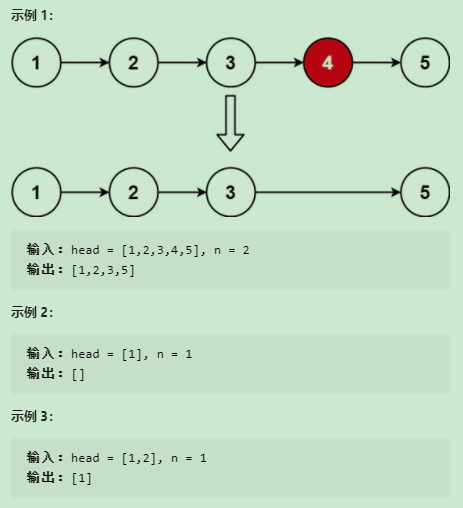 示例 1：
1 2 3 4 5
1 2 3 5
输入：head = [1,2,3,4,5], n = 2
输出：[1,2,3,5]
示例 2：
输入：head = [1], n = 1
输出：[]
示例 3：
输入：head = [1,2], n = 1
输出：[1]